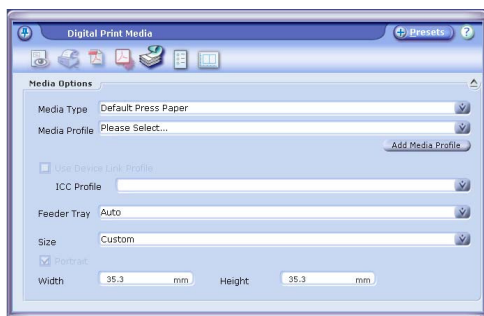 Digital Print Media
Presets ?
Media Options
Media Type Default Press Paper
Media Profile Please Select...
Add Media Profile
Use Device Link Profile
ICC Profile
Feeder Tray Auto
Size Custom
Portrait
Width 35.3 mm Height 35.3 mm